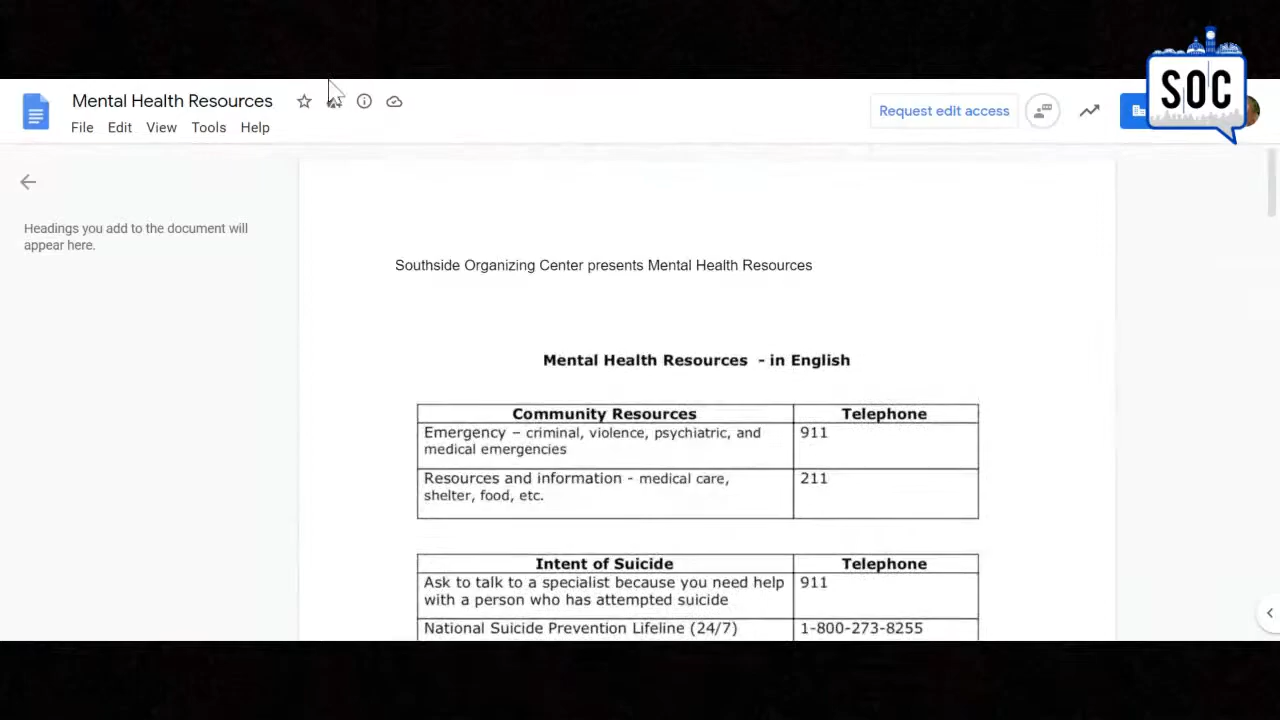 SOC
Mental Health Resources
Request edit access
File Edit View Tools Help
Headings you add to the document will
appear here.
Southside Organizing Center presents Mental Health Resources
Mental Health Resources - in English
Community Resources Telephone
Emergency – criminal, violence, psychiatric, and 911
medical emergencies
Resources and information - medical care, 211
shelter, food, etc.
Intent of Suicide Telephone
Ask to talk to a specialist because you need help 911
with a person who has attempted suicide
National Suicide Prevention Lifeline (24/7) 1-800-273-8255